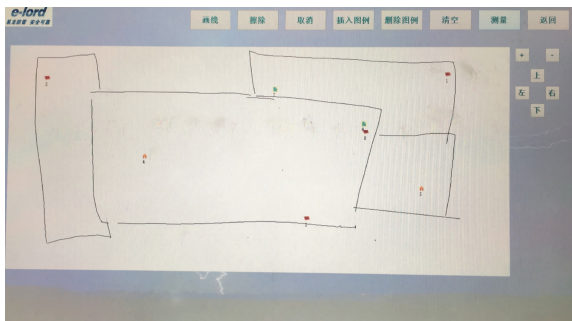 e-lord
画线 擦除 取消 插入图例 删除图例 清空 测量 返回
+ -
上
左 右
下